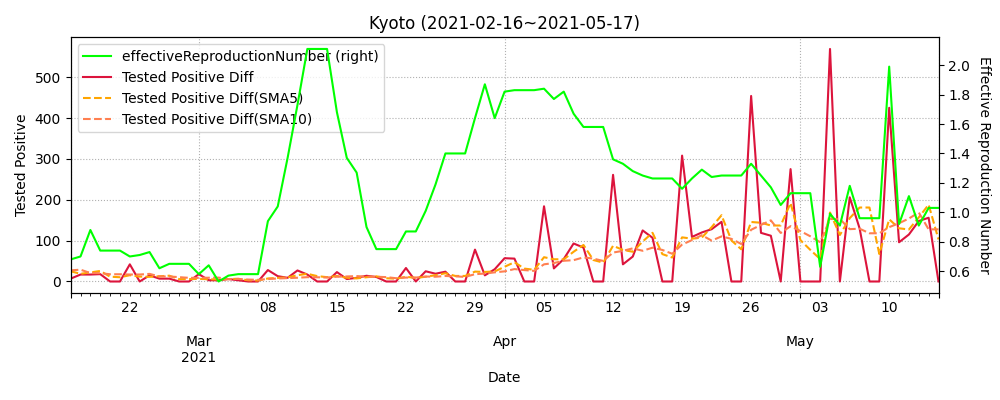 Kyoto (2021-02-16~2021-05-17)
effectiveReproductionNumber (right)
Tested Positive Diff
Tested Positive Diff(SMA5)
Tested Positive Diff(SMA10)
Tested Positive
500
400
300
200
100
0
Effective Reproduction Number
2.0
1.8
1.6
1.4
1.2
1.0
0.8
0.6
22 08 15 22 29 05 12 19 26 03 10
Mar Apr May
2021
Date